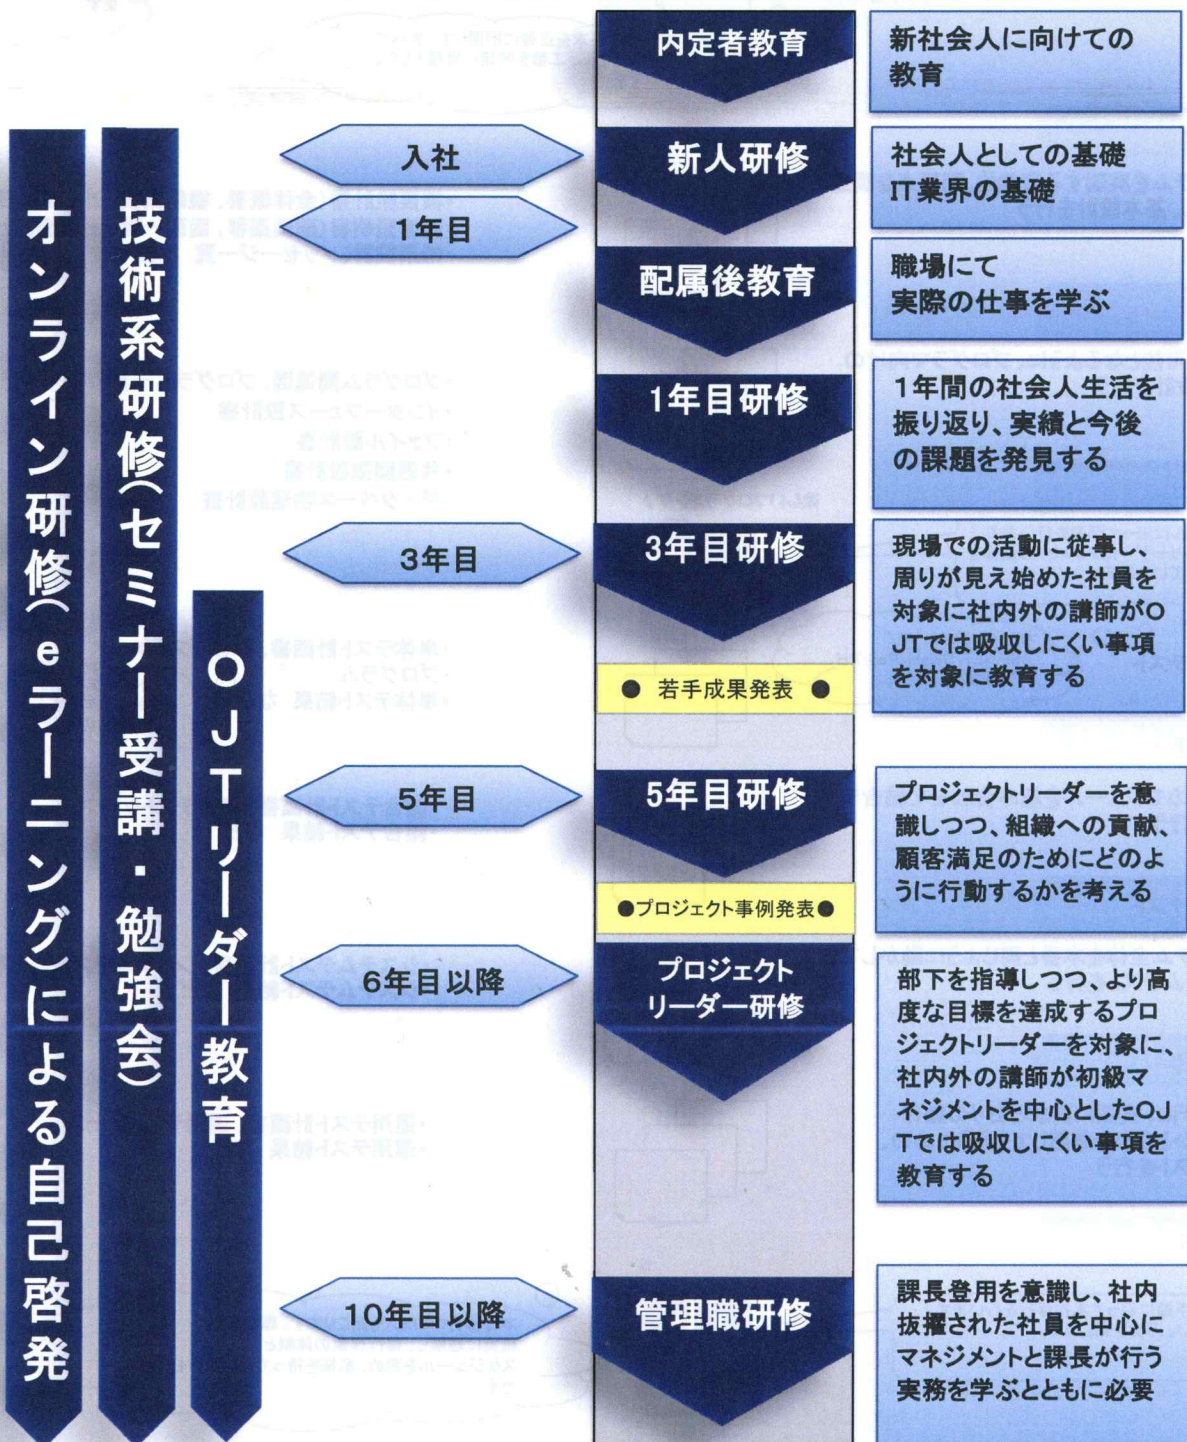 内定者教育
新社会人に向けての
教育
入社
新人研修
社会人としての基礎
IT業界の基礎
1年目
配属後教育
職場にて
実際の仕事を学ぶ
1年目研修
1年間の社会人生活を
振り返り、実績と今後
の課題を発見する
3年目
3年目研修
現場での活動に従事し、
周りが見え始めた社員を
対象に社内外の講師がO
JTでは吸収しにくい事項
を対象に教育する
● 若手成果発表 ●
5年目
5年目研修
プロジェクトリーダーを意
識しつつ、組織への貢献、
顧客満足のためにどのよ
うに行動するかを考える
●プロジェクト事例発表●
6年目以降
プロジェクト
リーダー研修
部下を指導しつつ、より高
度な目標を達成するプロ
ジェクトリーダーを対象に、
社内外の講師が初級マ
ネジメントを中心としたOJ
Tでは吸収しにくい事項を
教育する
10年目以降
管理職研修
課長登用を意識し、社内
抜擢された社員を中心に
マネジメントと課長が行う
実務を学ぶとともに必要
オンライン研修(eラーニング)による自己啓発
技術系研修(セミナー受講・勉強会)
OJTリーダー教育